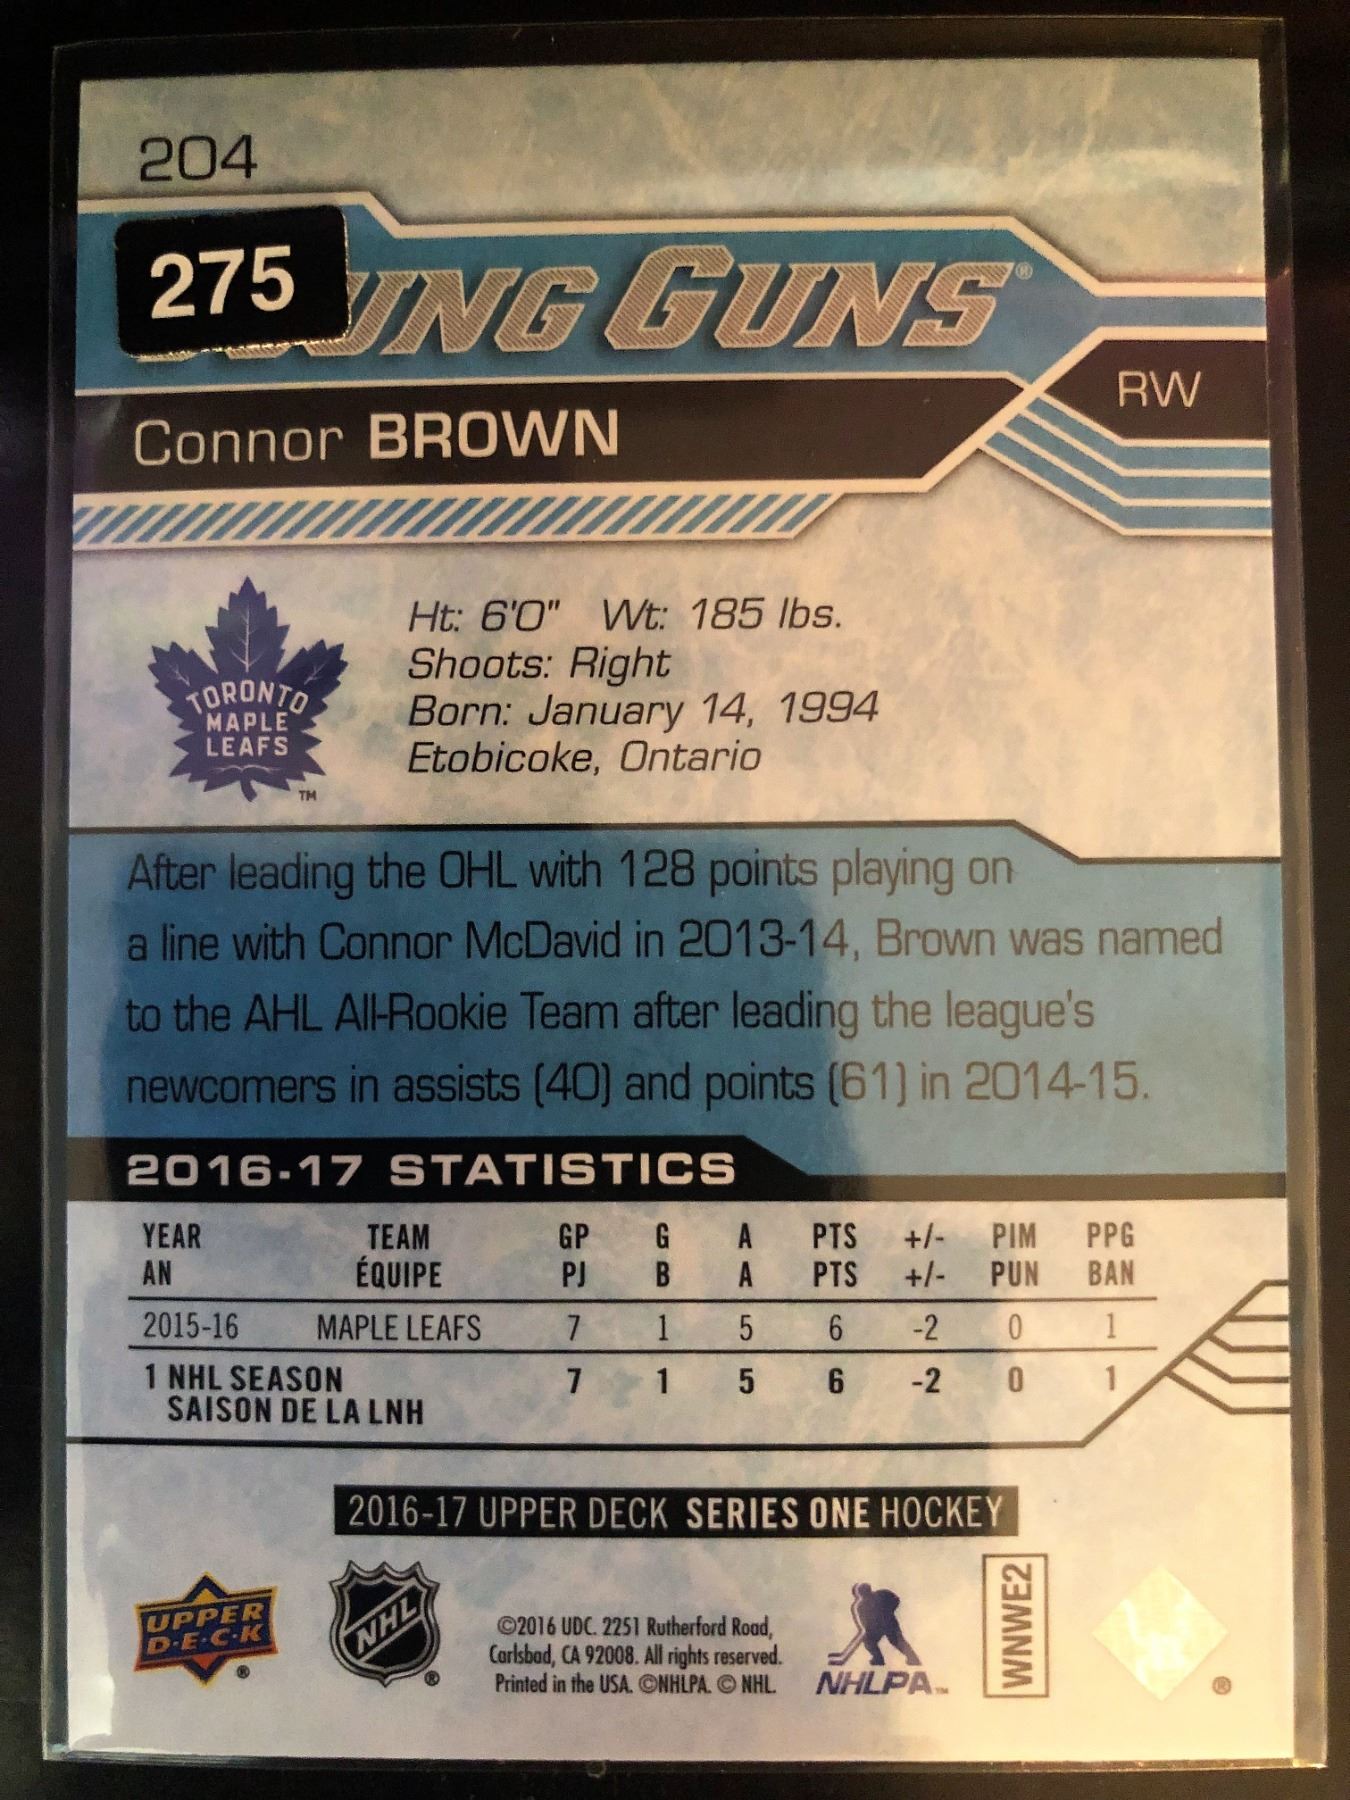 204
275
UNG GUNS®
Connor BROWN
RW
Ht: 6'0" Wt: 185 lbs.
Shoots: Right
Born: January 14, 1994
Etobicoke, Ontario
TORONTO
MAPLE
LEAFS
TM
After leading the OHL with 128 points playing on
a line with Connor McDavid in 2013-14, Brown was named
to the AHL All-Rookie Team after leading the league's
newcomers in assists (40) and points (61) in 2014-15.
2016-17 STATISTICS
YEAR TEAM GP G A PTS +/- PIM PPG
AN ÉQUIPE PJ B A PTS +/- PUN BAN
2015-16 MAPLE LEAFS 7 1 5 6 -2 0 1
1 NHL SEASON 7 1 5 6 -2 0 1
SAISON DE LA LNH
2016-17 UPPER DECK SERIES ONE HOCKEY
UPPER
D·E·C·K
®
NHL
®
©2016 UDC. 2251 Rutherford Road,
Carlsbad, CA 92008. All rights reserved.
Printed in the USA. ©NHLPA. © NHL.
NHLPA™
WNWE2
®